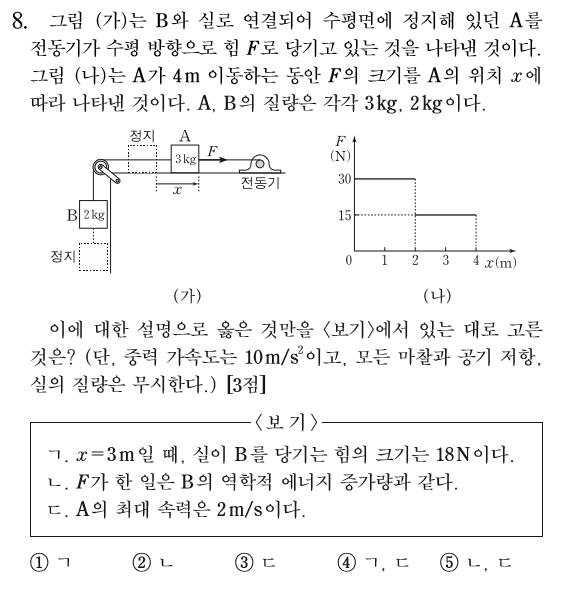 8. 그림 (가)는 B와 실로 연결되어 수평면에 정지해 있던 A를
전동기가 수평 방향으로 힘 F로 당기고 있는 것을 나타낸 것이다.
그림 (나)는 A가 4m 이동하는 동안 F의 크기를 A의 위치 x에
따라 나타낸 것이다. A, B의 질량은 각각 3kg, 2kg이다.
정지 A
3kg F
x 전동기
B 2kg
정지
(가)
F
(N)
30
15
0 1 2 3 4 x(m)
(나)
이에 대한 설명으로 옳은 것만을 〈보기〉에서 있는 대로 고른
것은? (단, 중력 가속도는 10m/s²이고, 모든 마찰과 공기 저항,
실의 질량은 무시한다.) [3점]
〈보 기〉
ㄱ. x=3m일 때, 실이 B를 당기는 힘의 크기는 18N이다.
ㄴ. F가 한 일은 B의 역학적 에너지 증가량과 같다.
ㄷ. A의 최대 속력은 2m/s이다.
① ㄱ ② ㄴ ③ ㄷ ④ ㄱ, ㄷ ⑤ ㄴ, ㄷ